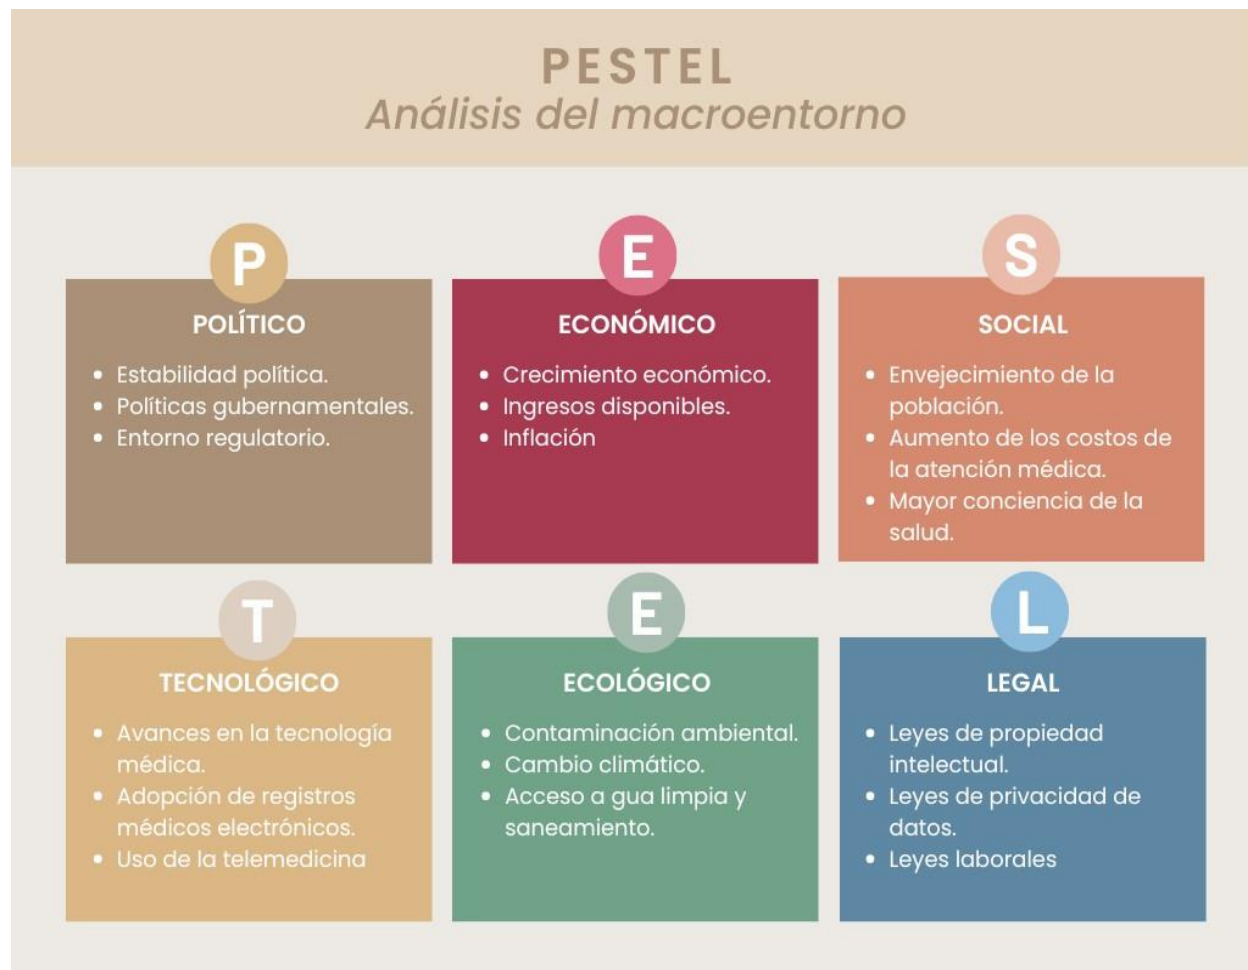 PESTEL
Análisis del macroentorno
P
POLÍTICO
• Estabilidad política.
• Políticas gubernamentales.
• Entorno regulatorio.
E
ECONÓMICO
• Crecimiento económico.
• Ingresos disponibles.
• Inflación
S
SOCIAL
• Envejecimiento de la
población.
• Aumento de los costos de
la atención médica.
• Mayor conciencia de la
salud.
T
TECNOLÓGICO
• Avances en la tecnología
médica.
• Adopción de registros
médicos electrónicos.
• Uso de la telemedicina
E
ECOLÓGICO
• Contaminación ambiental.
• Cambio climático.
• Acceso a gua limpia y
saneamiento.
L
LEGAL
• Leyes de propiedad
intelectual.
• Leyes de privacidad de
datos.
• Leyes laborales